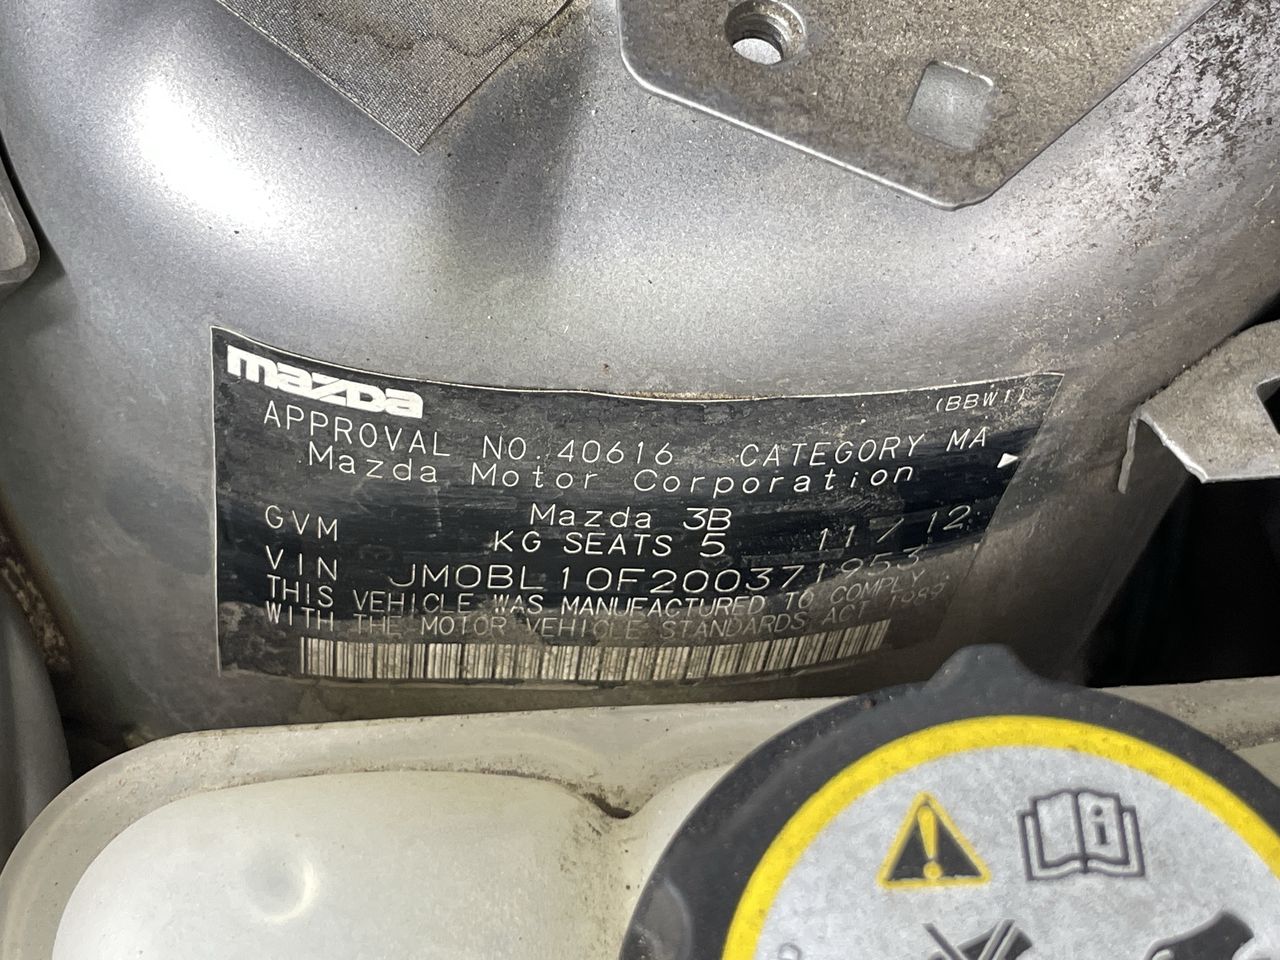 mazda
(BBW1)
APPROVAL NO. 40616 CATEGORY MA
Mazda Motor Corporation
Mazda 3B
GVM KG SEATS 5 11/12
VIN JM0BL10F200371953
THIS VEHICLE WAS MANUFACTURED TO COMPLY
WITH THE MOTOR VEHICLE STANDARDS ACT 1989
i